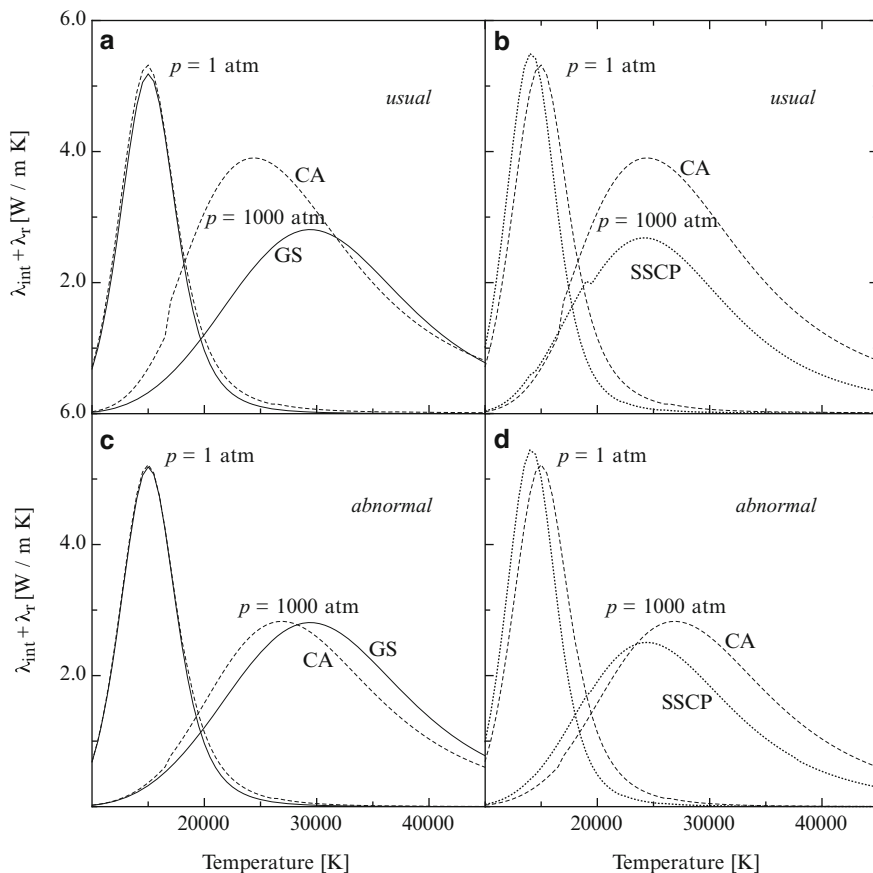 6.0
a
p = 1 atm
usual
4.0
CA
p = 1000 atm
GS
2.0
λint + λr [W / m K]
b
p = 1 atm
usual
CA
p = 1000 atm
SSCP
6.0
c
p = 1 atm
abnormal
4.0
p = 1000 atm
GS
CA
2.0
λint + λr [W / m K]
20000 30000 40000
Temperature [K]
d
p = 1 atm
abnormal
p = 1000 atm
CA
SSCP
20000 30000 40000
Temperature [K]